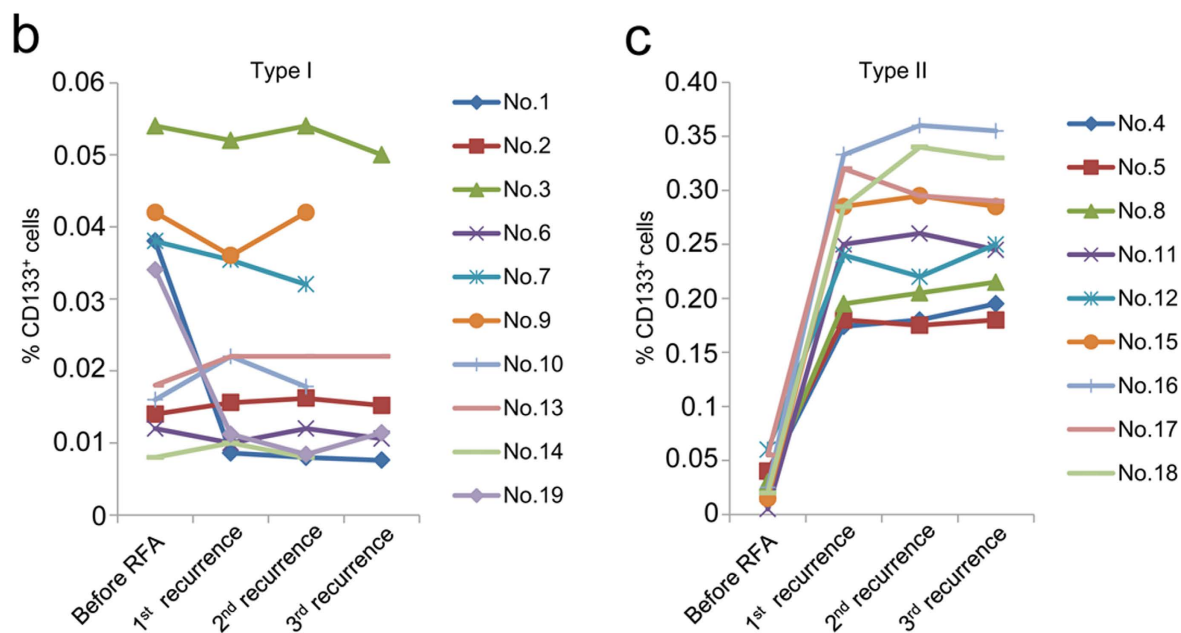 b
Type I
% CD133⁺ cells
0.06
0.05
0.04
0.03
0.02
0.01
0
Before RFA
1ˢᵗ recurrence
2ⁿᵈ recurrence
3ʳᵈ recurrence
No.1
No.2
No.3
No.6
No.7
No.9
No.10
No.13
No.14
No.19
c
Type II
% CD133⁺ cells
0.40
0.35
0.30
0.25
0.20
0.15
0.1
0.05
0
Before RFA
1ˢᵗ recurrence
2ⁿᵈ recurrence
3ʳᵈ recurrence
No.4
No.5
No.8
No.11
No.12
No.15
No.16
No.17
No.18